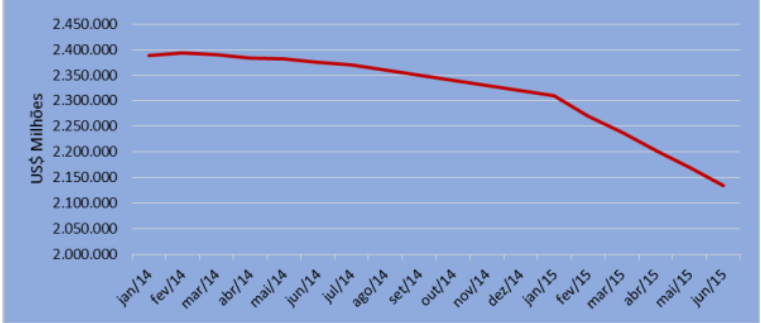 US$ Milhões
2.450.000
2.400.000
2.350.000
2.300.000
2.250.000
2.200.000
2.150.000
2.100.000
2.050.000
2.000.000
jan/14
fev/14
mar/14
abr/14
mai/14
jun/14
jul/14
ago/14
set/14
out/14
nov/14
dez/14
jan/15
fev/15
mar/15
abr/15
mai/15
jun/15